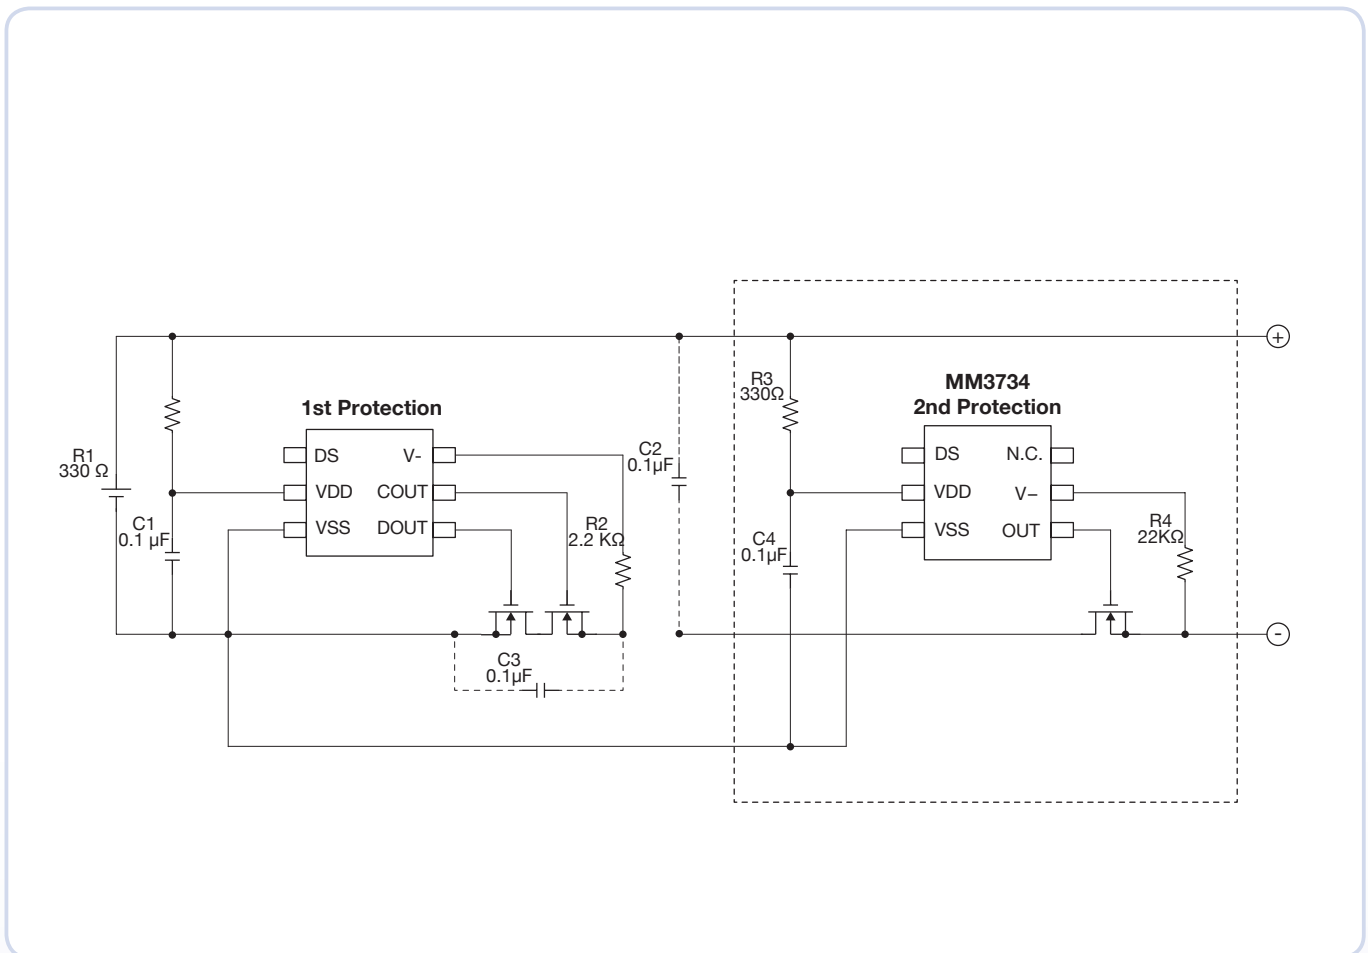 +
R3
330Ω
MM3734
2nd Protection
1st Protection
R1
330 Ω
DS
V-
VDD
COUT
VSS
DOUT
C1
0.1 µF
R2
2.2 KΩ
C2
0.1µF
DS
N.C.
VDD
V–
VSS
OUT
C4
0.1µF
R4
22KΩ
C3
0.1µF
-